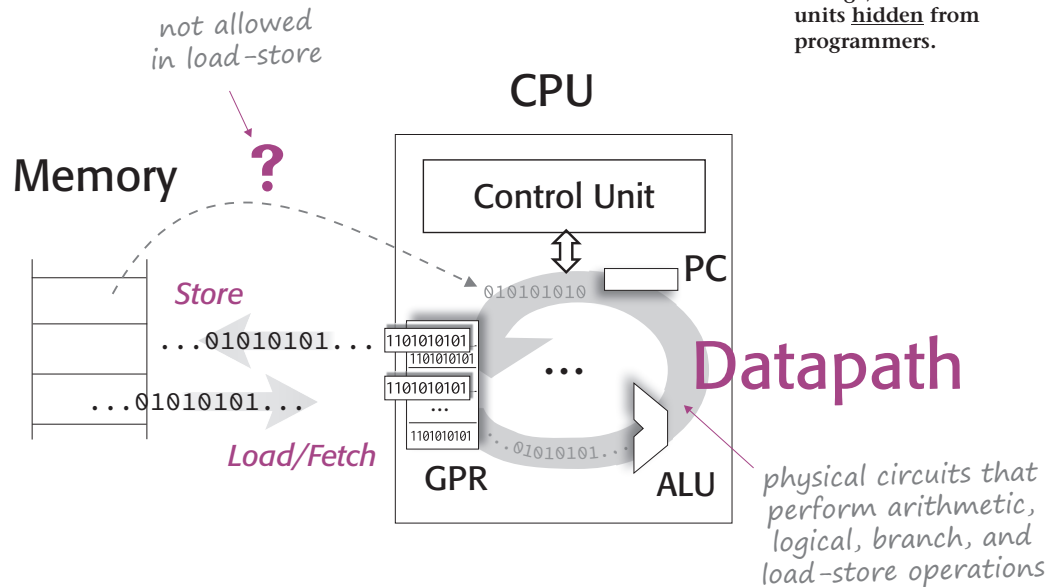 units hidden from
programmers.
not allowed
in load-store
CPU
?
Memory
Control Unit
PC
010101010
Store
...01010101...
1101010101
1101010101
...
Datapath
1101010101
...01010101...
...
1101010101
...01010101...
Load/Fetch
GPR
ALU
physical circuits that
perform arithmetic,
logical, branch, and
load-store operations